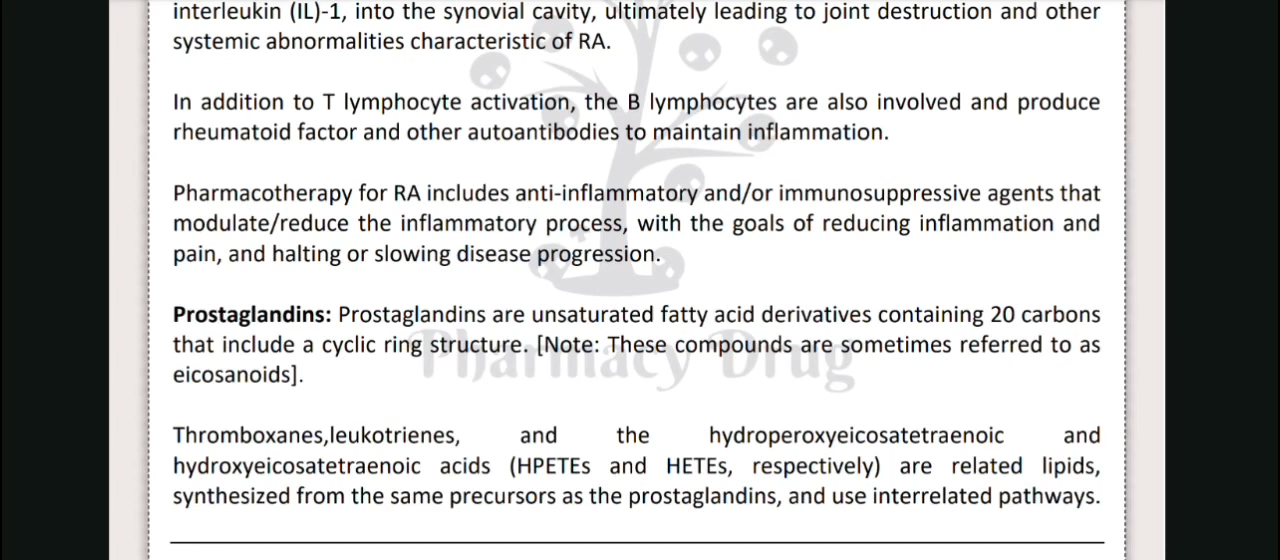 interleukin (IL)-1, into the synovial cavity, ultimately leading to joint destruction and other
systemic abnormalities characteristic of RA.
In addition to T lymphocyte activation, the B lymphocytes are also involved and produce
rheumatoid factor and other autoantibodies to maintain inflammation.
Pharmacotherapy for RA includes anti-inflammatory and/or immunosuppressive agents that
modulate/reduce the inflammatory process, with the goals of reducing inflammation and
pain, and halting or slowing disease progression.
Prostaglandins: Prostaglandins are unsaturated fatty acid derivatives containing 20 carbons
that include a cyclic ring structure. [Note: These compounds are sometimes referred to as
eicosanoids].
Pharmacy Drug
Thromboxanes,leukotrienes, and the hydroperoxyeicosatetraenoic and
hydroxyeicosatetraenoic acids (HPETEs and HETEs, respectively) are related lipids,
synthesized from the same precursors as the prostaglandins, and use interrelated pathways.